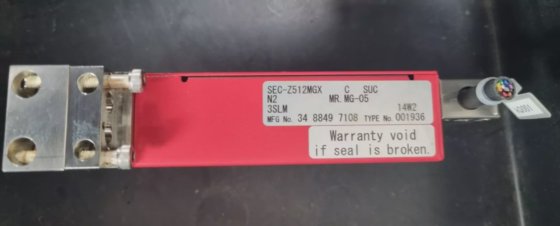 SEC-Z512MGX C SUC
N2 MR.MG-05
3SLM 14W2
MFG No. 34 8849 7108 TYPE No. 001936
Warranty void
if seal is broken.